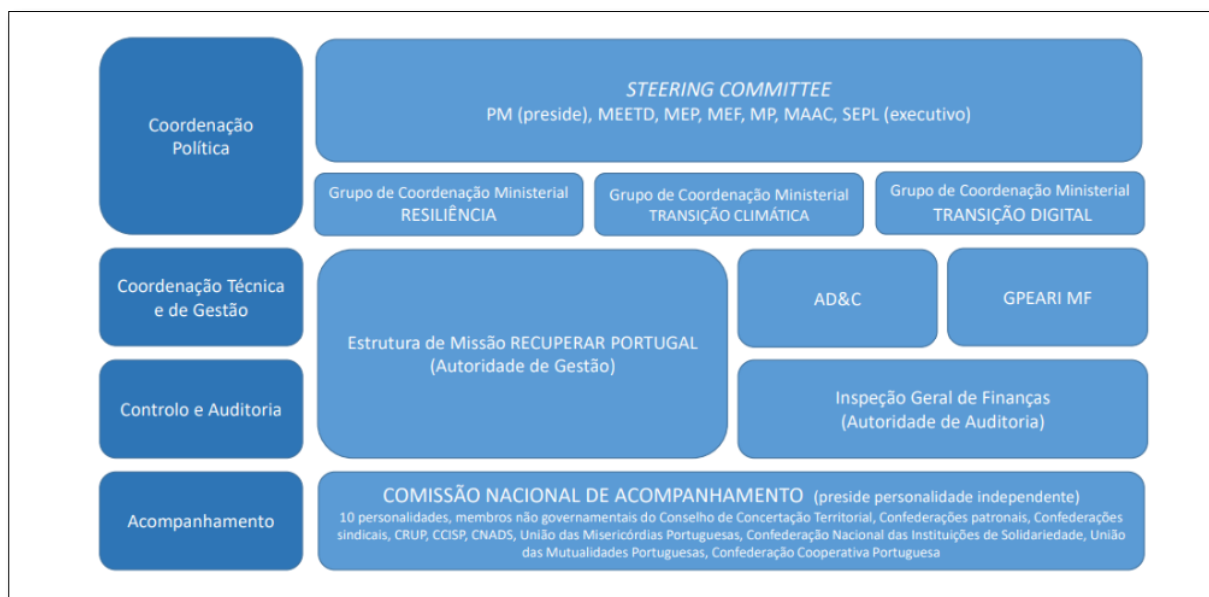 Coordenação
Política
STEERING COMMITTEE
PM (preside), MEETD, MEP, MEF, MP, MAAC, SEPL (executivo)
Grupo de Coordenação Ministerial
RESILIÊNCIA
Grupo de Coordenação Ministerial
TRANSIÇÃO CLIMÁTICA
Grupo de Coordenação Ministerial
TRANSIÇÃO DIGITAL
Coordenação Técnica
e de Gestão
Estrutura de Missão RECUPERAR PORTUGAL
(Autoridade de Gestão)
AD&C
GPEARI MF
Controlo e Auditoria
Inspeção Geral de Finanças
(Autoridade de Auditoria)
Acompanhamento
COMISSÃO NACIONAL DE ACOMPANHAMENTO (preside personalidade independente)
10 personalidades, membros não governamentais do Conselho de Concertação Territorial, Confederações patronais, Confederações
sindicais, CRUP, CCISP, CNADS, União das Misericórdias Portuguesas, Confederação Nacional das Instituições de Solidariedade, União
das Mutualidades Portuguesas, Confederação Cooperativa Portuguesa